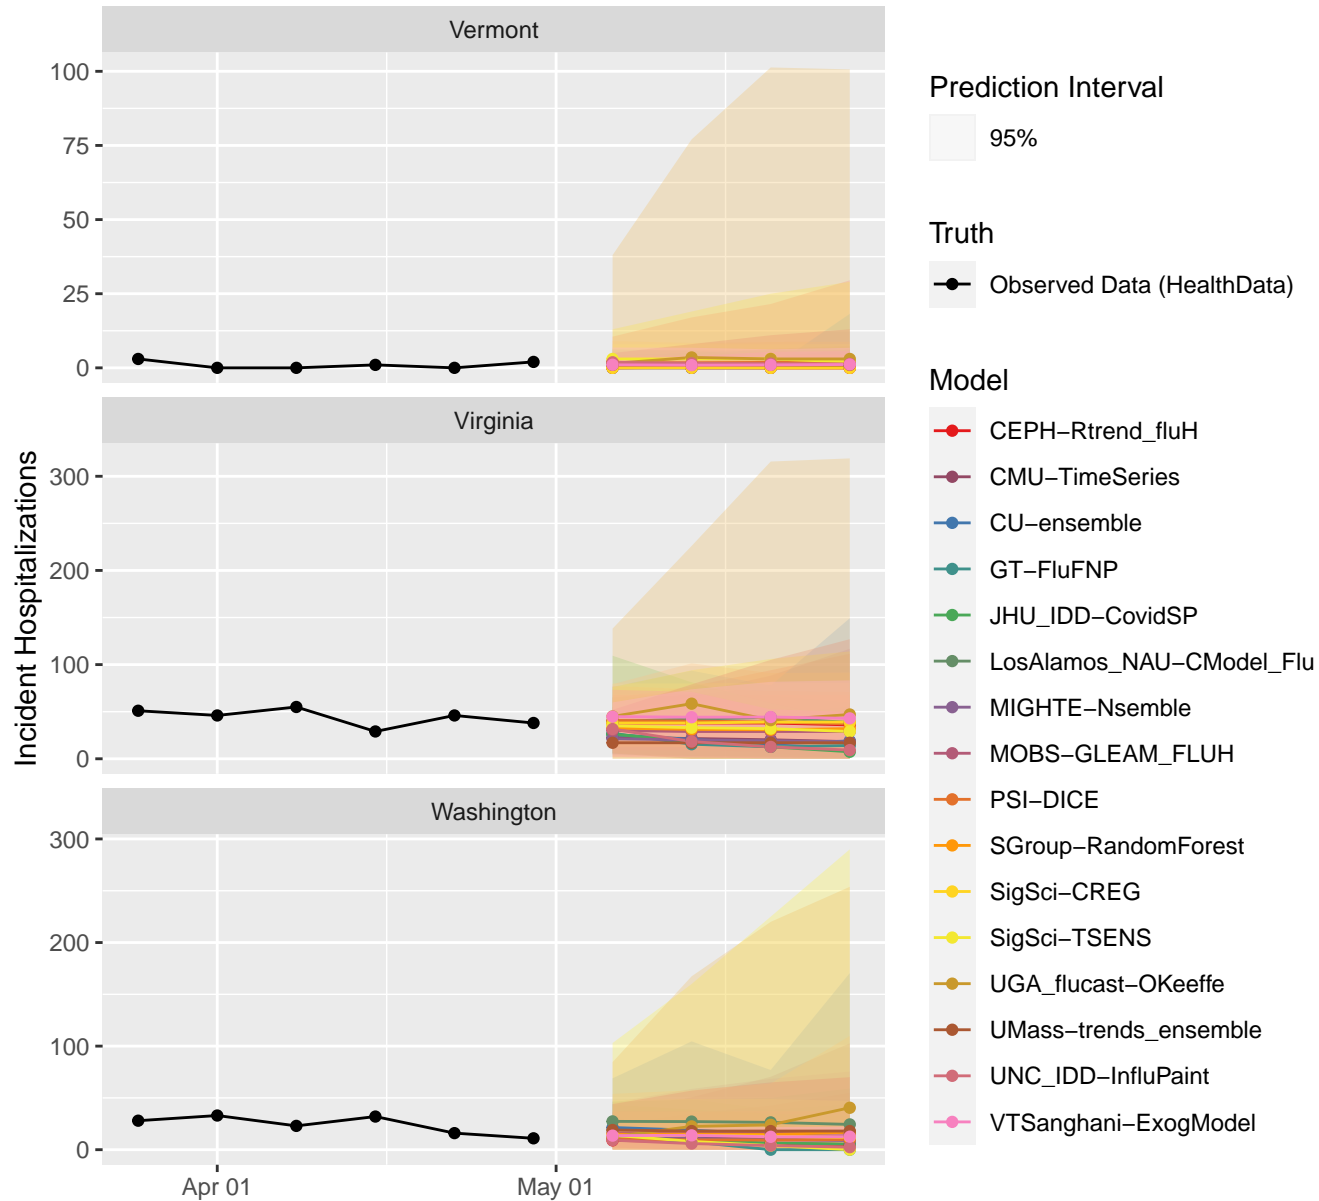 Vermont
100
75
50
25
0
Virginia
300
200
100
0
Washington
300
200
100
0
Apr 01
May 01
Incident Hospitalizations
Prediction Interval
95%
Truth
Observed Data (HealthData)
Model
CEPH−Rtrend_fluH
CMU−TimeSeries
CU−ensemble
GT−FluFNP
JHU_IDD−CovidSP
LosAlamos_NAU−CModel_Flu
MIGHTE−Nsemble
MOBS−GLEAM_FLUH
PSI−DICE
SGroup−RandomForest
SigSci−CREG
SigSci−TSENS
UGA_flucast−OKeeffe
UMass−trends_ensemble
UNC_IDD−InfluPaint
VTSanghani−ExogModel